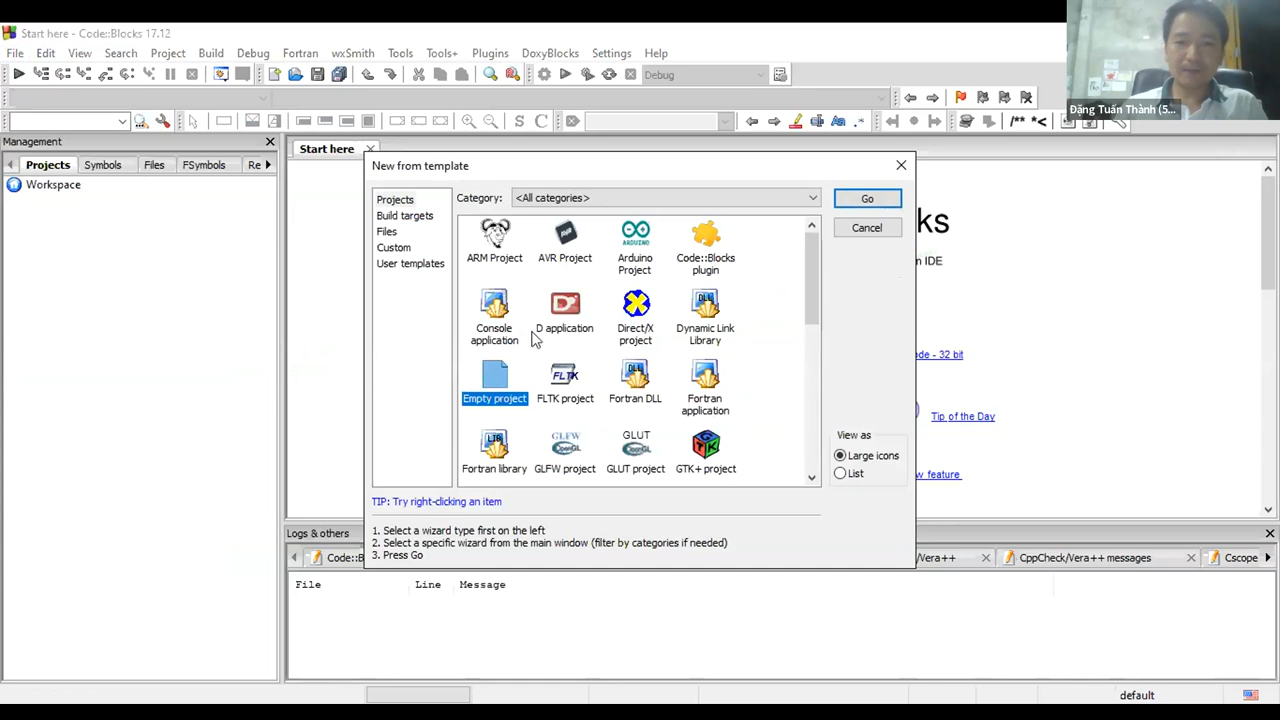 Start here - Code::Blocks 17.12
File Edit View Search Project Build Debug Fortran wxSmith Tools Tools+ Plugins DoxyBlocks Settings Help
Debug
S C
Aa .*
/** *<
Đặng Tuấn Thành (5...
Management
Projects Symbols Files FSymbols Re
Workspace
Start here
New from template
Projects
Build targets
Files
Custom
User templates
Category: <All categories>
Go
Cancel
ARM Project
AVR Project
Arduino
Project
Code::Blocks
plugin
Console
application
D application
Direct/X
project
Dynamic Link
Library
Empty project
FLTK project
Fortran DLL
Fortran
application
Fortran library
GLFW project
GLUT project
GTK+ project
View as
Large icons
List
TIP: Try right-clicking an item
1. Select a wizard type first on the left
2. Select a specific wizard from the main window (filter by categories if needed)
3. Press Go
ks
n IDE
ode - 32 bit
Tip of the Day
w feature
Logs & others
Code::B
/Vera++
CppCheck/Vera++ messages
Cscope
File Line Message
default